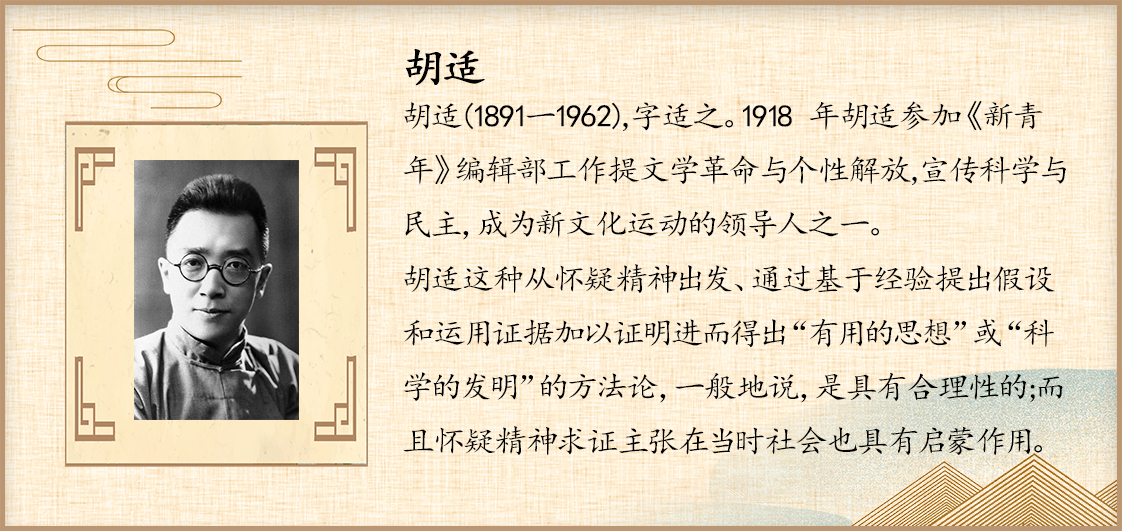 胡适
胡适(1891—1962),字适之。1918 年胡适参加《新青
年》编辑部工作提文学革命与个性解放,宣传科学与
民主,成为新文化运动的领导人之一。
胡适这种从怀疑精神出发、通过基于经验提出假设
和运用证据加以证明进而得出“有用的思想”或“科
学的发明”的方法论,一般地说,是具有合理性的;而
且怀疑精神求证主张在当时社会也具有启蒙作用。